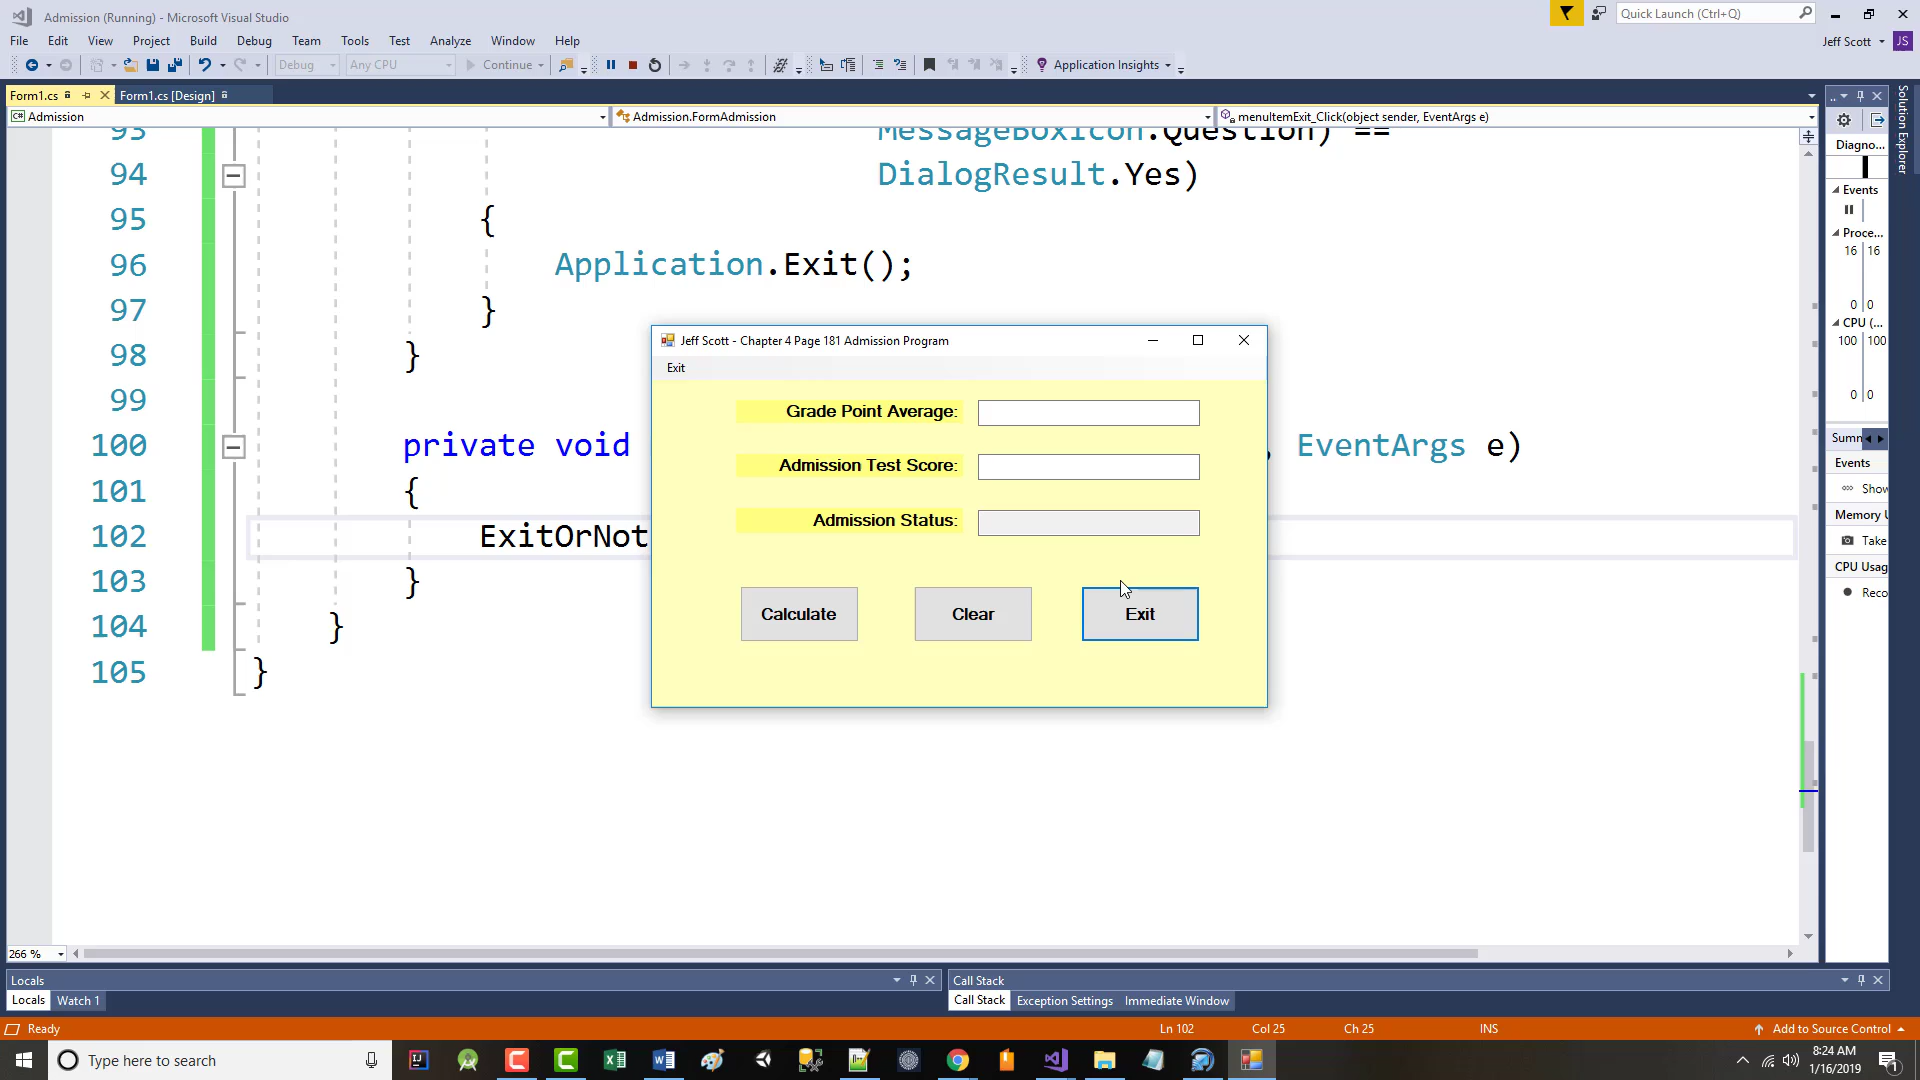 Admission (Running) - Microsoft Visual Studio
Quick Launch (Ctrl+Q)
File Edit View Project Build Debug Team Tools Test Analyze Window Help
Jeff Scott JS
Debug Any CPU Continue Application Insights
Form1.cs Form1.cs [Design]
C# Admission Admission.FormAdmission menuItemExit_Click(object sender, EventArgs e)
Solution Explorer
Diagno...
Events
Proce...
16 16
0 0
CPU (...
100 100
0 0
Summ
Events
Show
Memory U
Take
CPU Usag
Reco
93 MessageBoxIcon.Question) ==
94 DialogResult.Yes)
95 {
96 Application.Exit();
97 }
98 }
99
100 private void , EventArgs e)
101 {
102 ExitOrNot
103 }
104 }
105 }
Jeff Scott - Chapter 4 Page 181 Admission Program
Exit
Grade Point Average:
Admission Test Score:
Admission Status:
Calculate Clear Exit
266 %
Locals
Locals Watch 1
Call Stack
Call Stack Exception Settings Immediate Window
Ready Ln 102 Col 25 Ch 25 INS Add to Source Control
Type here to search
8:24 AM
1/16/2019